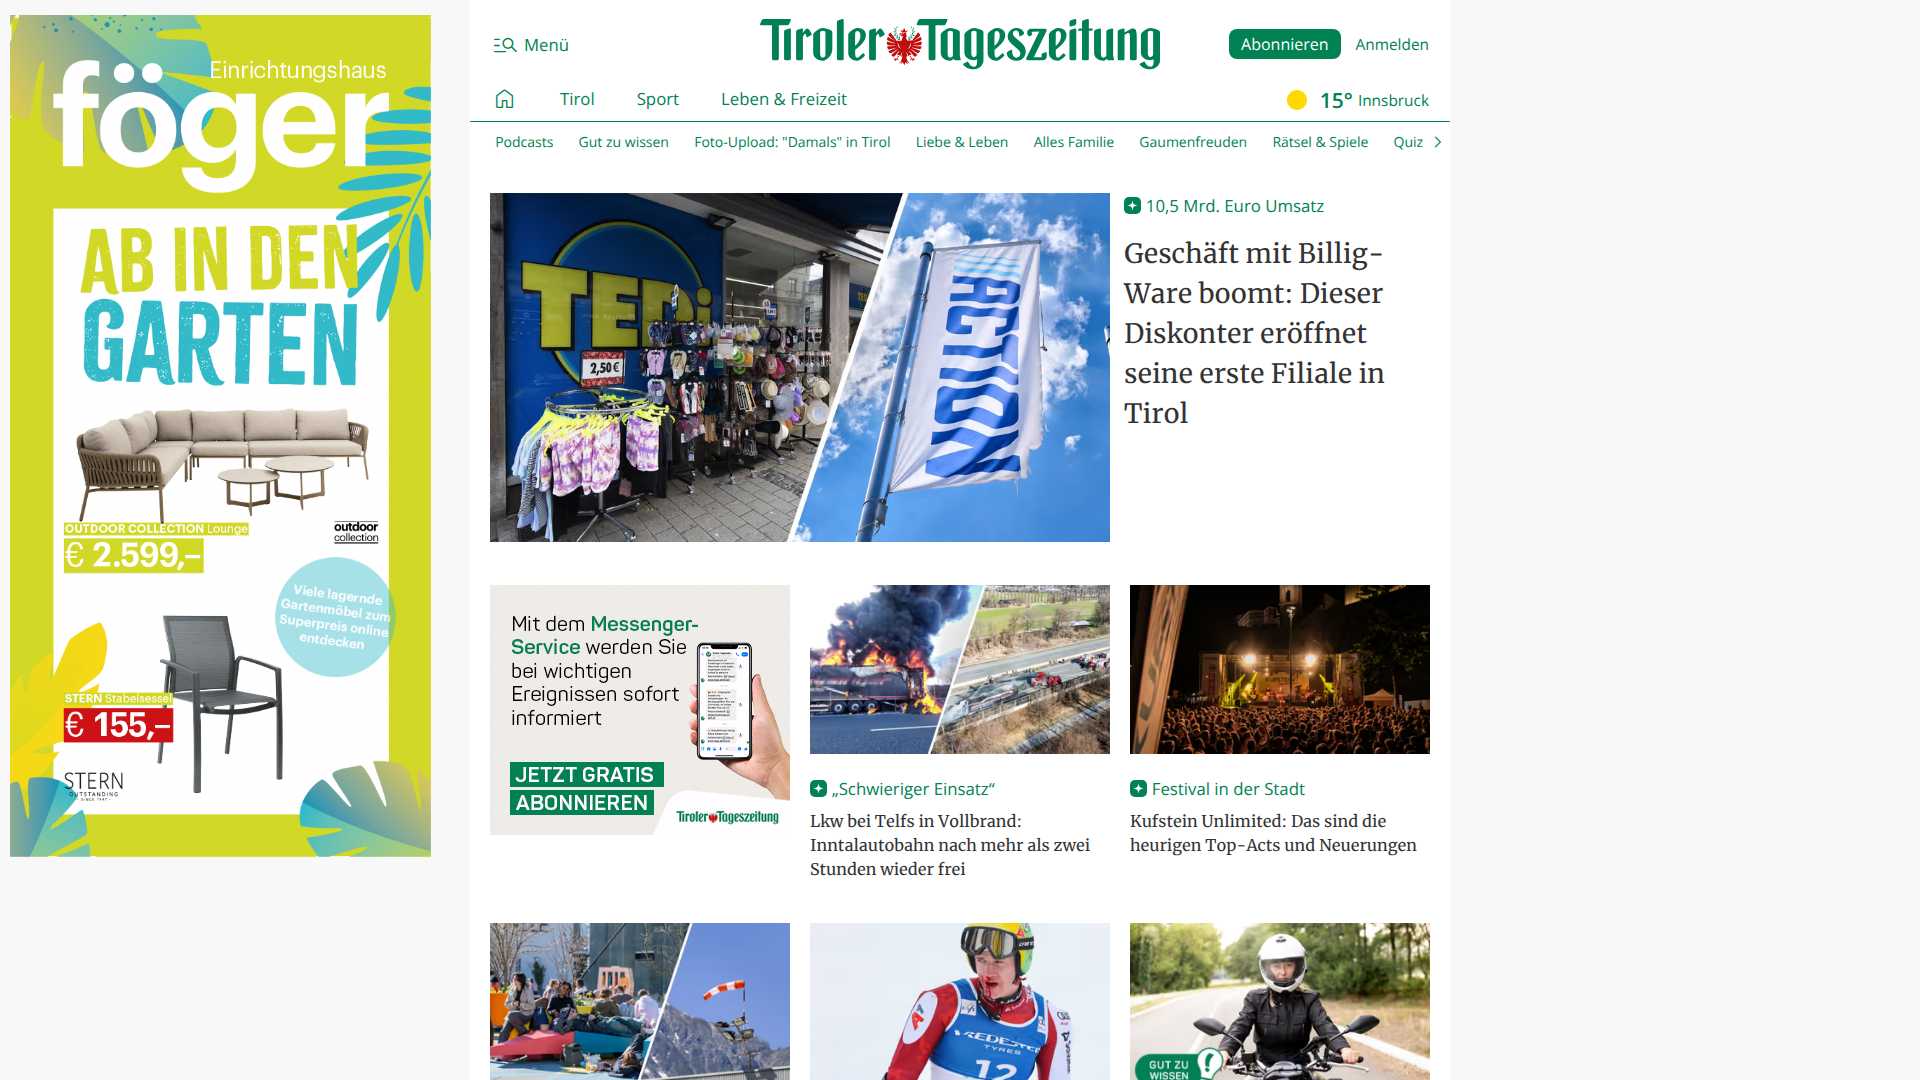 Einrichtungshaus
föger
AB IN DEN
GARTEN
OUTDOOR COLLECTION Lounge
€ 2.599,–
outdoor
collection
Viele lagernde
Gartenmöbel zum
Superpreis online
entdecken
STERN Stabelsessel
€ 155,–
STERN
OUTSTANDING
SINCE 1947
Menü
Tiroler Tageszeitung
Abonnieren
Anmelden
Tirol
Sport
Leben & Freizeit
15° Innsbruck
Podcasts
Gut zu wissen
Foto-Upload: "Damals" in Tirol
Liebe & Leben
Alles Familie
Gaumenfreuden
Rätsel & Spiele
Quiz
TEDi
2,50 €
ACTION
10,5 Mrd. Euro Umsatz
Geschäft mit Billig-
Ware boomt: Dieser
Diskonter eröffnet
seine erste Filiale in
Tirol
Mit dem Messenger-
Service werden Sie
bei wichtigen
Ereignissen sofort
informiert
JETZT GRATIS
ABONNIEREN
Tiroler Tageszeitung
„Schwieriger Einsatz“
Lkw bei Telfs in Vollbrand:
Inntalautobahn nach mehr als zwei
Stunden wieder frei
Festival in der Stadt
Kufstein Unlimited: Das sind die
heurigen Top-Acts und Neuerungen
REDESTER
TYRES
12
GUT ZU
WISSEN